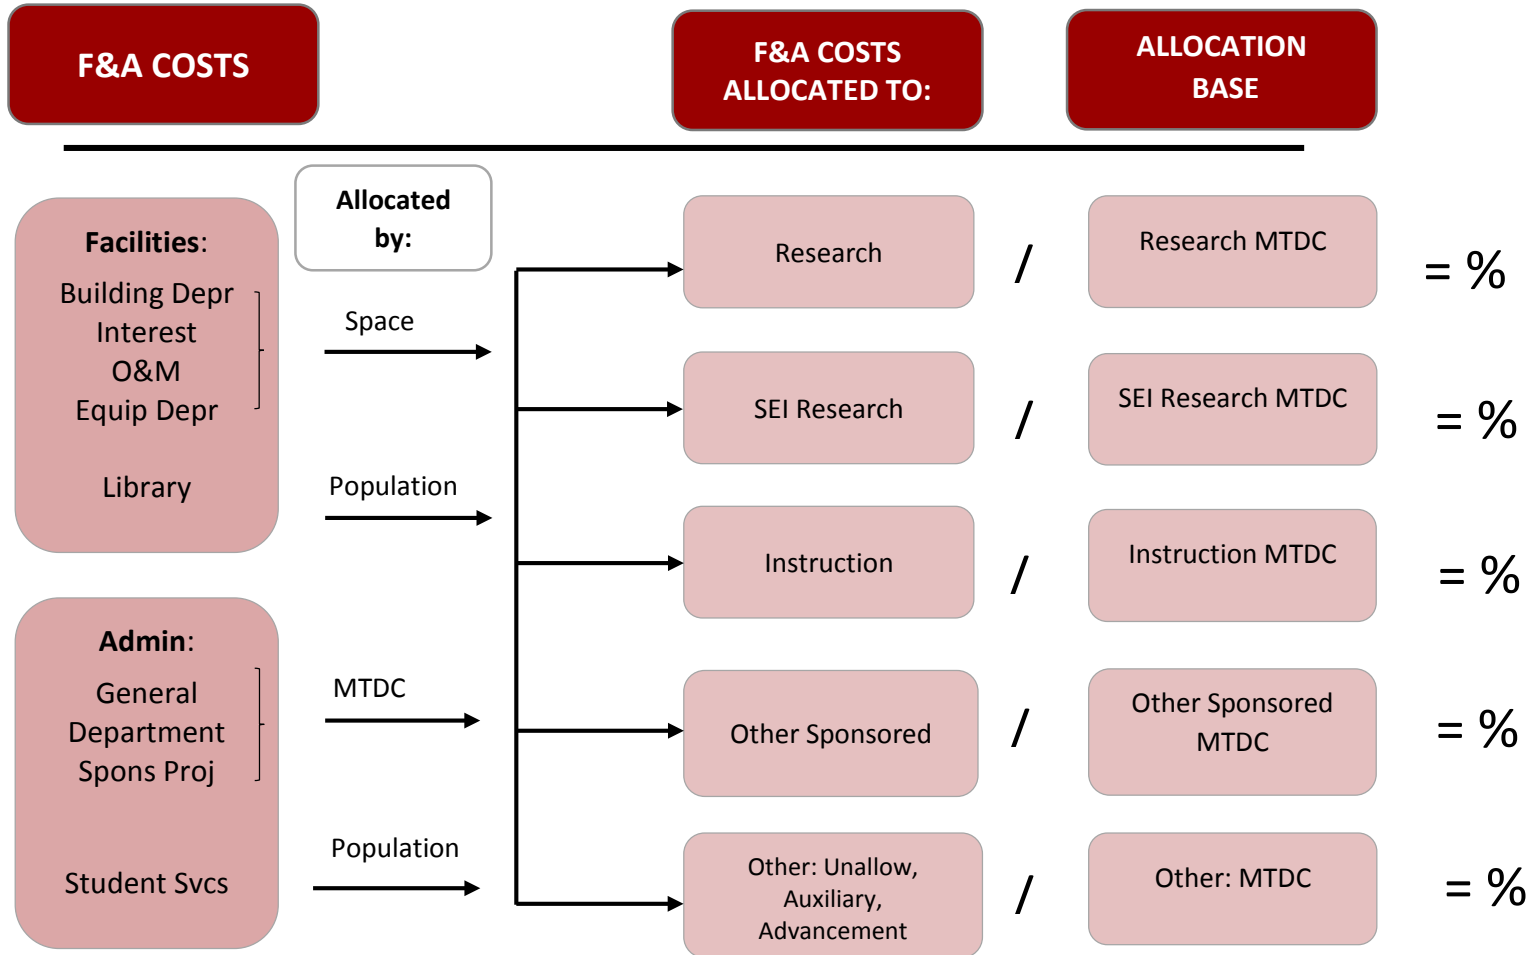 F&A COSTS
F&A COSTS
ALLOCATED TO:
ALLOCATION
BASE
Allocated
by:
Facilities:
Building Depr
Interest
O&M
Equip Depr
Library
Space
Population
Admin:
General
Department
Spons Proj
Student Svcs
MTDC
Population
Research
/
Research MTDC
= %
SEI Research
/
SEI Research MTDC
= %
Instruction
/
Instruction MTDC
= %
Other Sponsored
/
Other Sponsored
MTDC
= %
Other: Unallow,
Auxiliary,
Advancement
/
Other: MTDC
= %